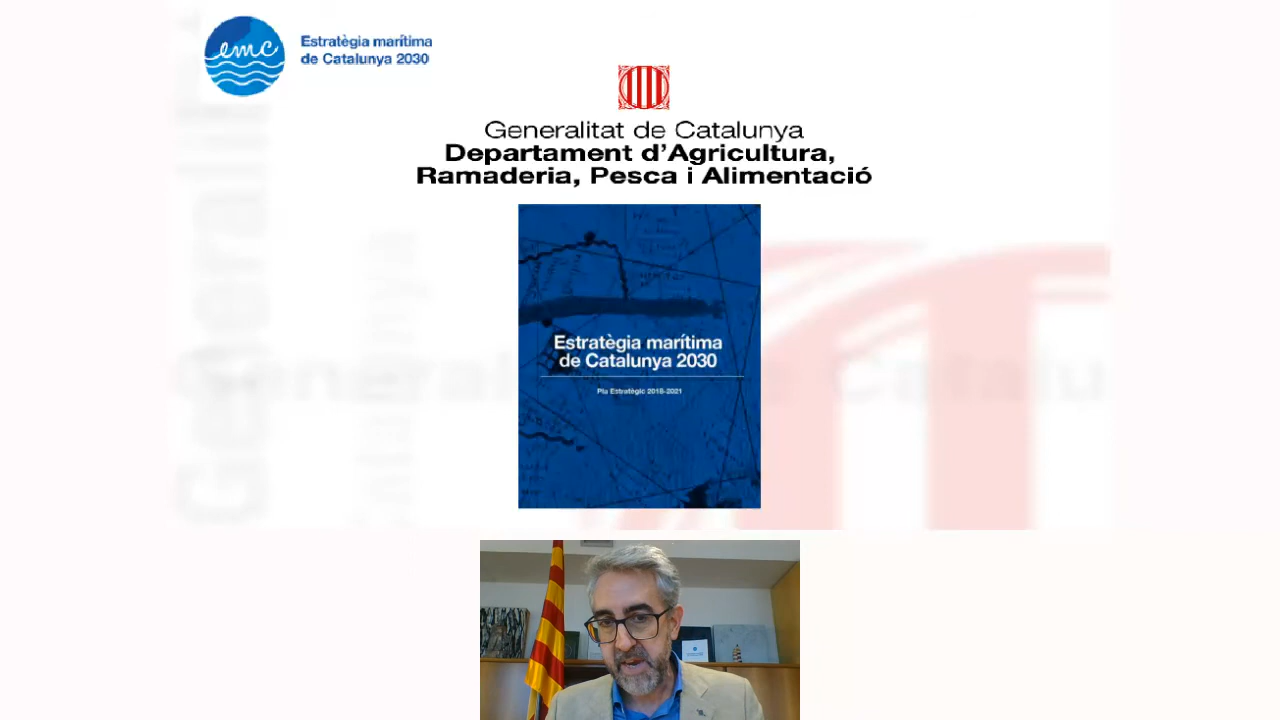 emc
Estratègia marítima
de Catalunya 2030
Generalitat de Catalunya
Departament d'Agricultura,
Ramaderia, Pesca i Alimentació
Estratègia marítima
de Catalunya 2030
Pla Estratègic 2018-2021